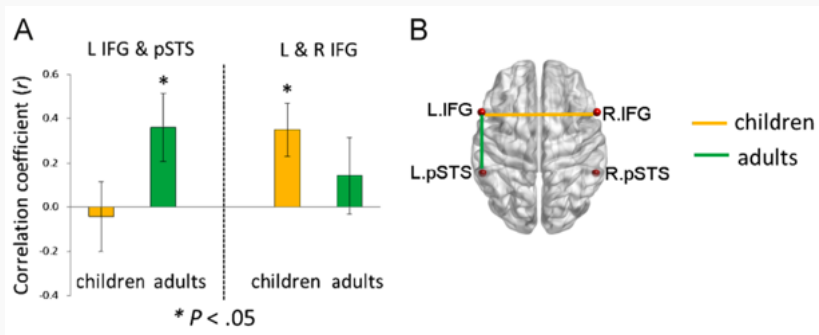 A
L IFG & pSTS
L & R IFG
Correlation coefficient (r)
0.6
0.4
0.2
0.0
-0.2
-0.4
*
*
children adults
children adults
* P < .05
B
L.IFG
R.IFG
L.pSTS
R.pSTS
children
adults